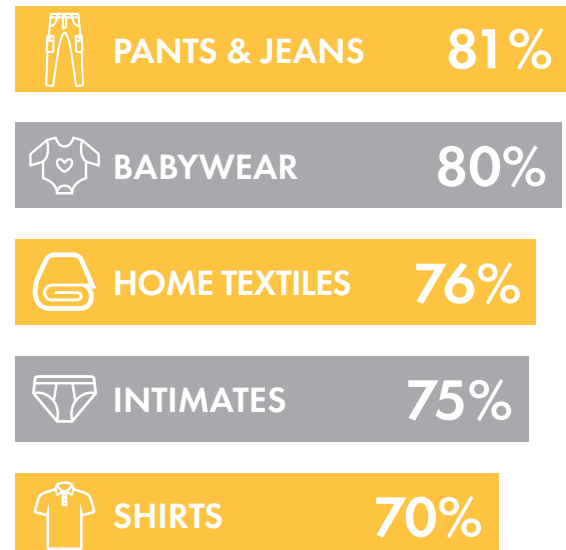 PANTS & JEANS 81%
BABYWEAR 80%
HOME TEXTILES 76%
INTIMATES 75%
SHIRTS 70%